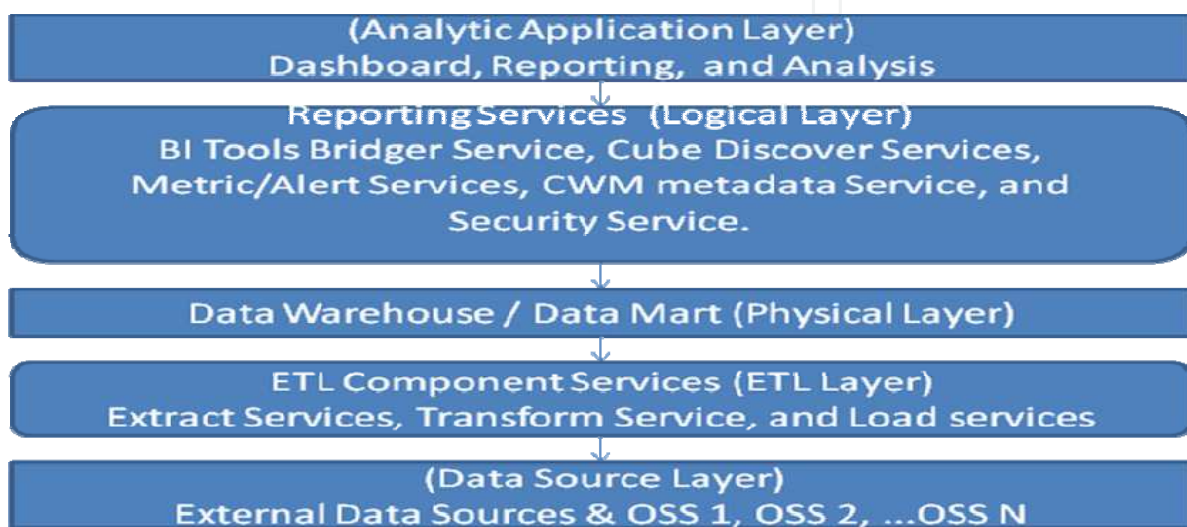 (Analytic Application Layer)
Dashboard, Reporting, and Analysis
Reporting Services (Logical Layer)
BI Tools Bridger Service, Cube Discover Services,
Metric/Alert Services, CWM metadata Service, and
Security Service.
Data Warehouse / Data Mart (Physical Layer)
ETL Component Services (ETL Layer)
Extract Services, Transform Service, and Load services
(Data Source Layer)
External Data Sources & OSS 1, OSS 2, ...OSS N